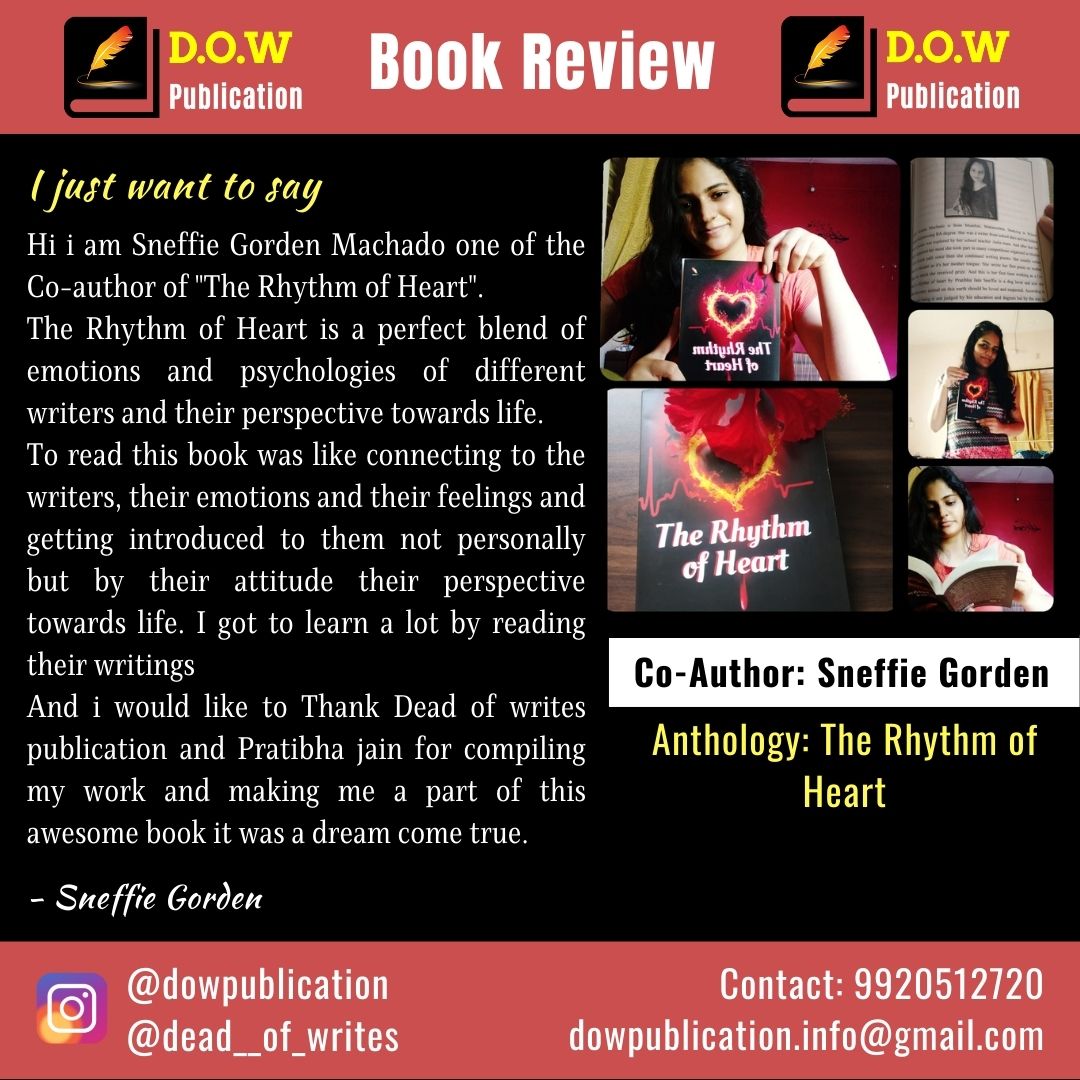 D.O.W
Publication
Book Review
D.O.W
Publication
I just want to say
Hi i am Sneffie Gorden Machado one of the
Co-author of "The Rhythm of Heart".
The Rhythm of Heart is a perfect blend of
emotions and psychologies of different
writers and their perspective towards life.
To read this book was like connecting to the
writers, their emotions and their feelings and
getting introduced to them not personally
but by their attitude their perspective
towards life. I got to learn a lot by reading
their writings
And i would like to Thank Dead of writes
publication and Pratibha jain for compiling
my work and making me a part of this
awesome book it was a dream come true.
- Sneffie Gorden
The Rhythm
of Heart
The Rhythm
of Heart
The Rhythm
of Heart
Co-Author: Sneffie Gorden
Anthology: The Rhythm of
Heart
@dowpublication
@dead__of_writes
Contact: 9920512720
dowpublication.info@gmail.com